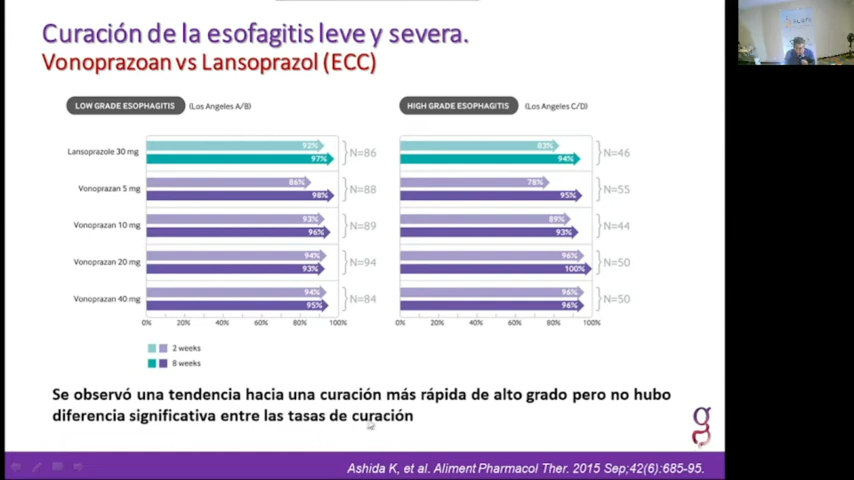 Curación de la esofagitis leve y severa.
Vonoprazoan vs Lansoprazol (ECC)
LOW GRADE ESOPHAGITIS (Los Angeles A/B)
HIGH GRADE ESOPHAGITIS (Los Angeles C/D)
Lansoprazole 30 mg 92% 97% N=86 83% 94% N=46
Vonoprazan 5 mg 86% 98% N=88 78% 95% N=55
Vonoprazan 10 mg 93% 96% N=89 89% 93% N=44
Vonoprazan 20 mg 94% 93% N=94 96% 100% N=50
Vonoprazan 40 mg 94% 95% N=84 96% 96% N=50
0% 20% 40% 60% 80% 100% 0% 20% 40% 60% 80% 100%
2 weeks
8 weeks
Se observó una tendencia hacia una curación más rápida de alto grado pero no hubo
diferencia significativa entre las tasas de curación
Ashida K, et al. Aliment Pharmacol Ther. 2015 Sep;42(6):685-95.